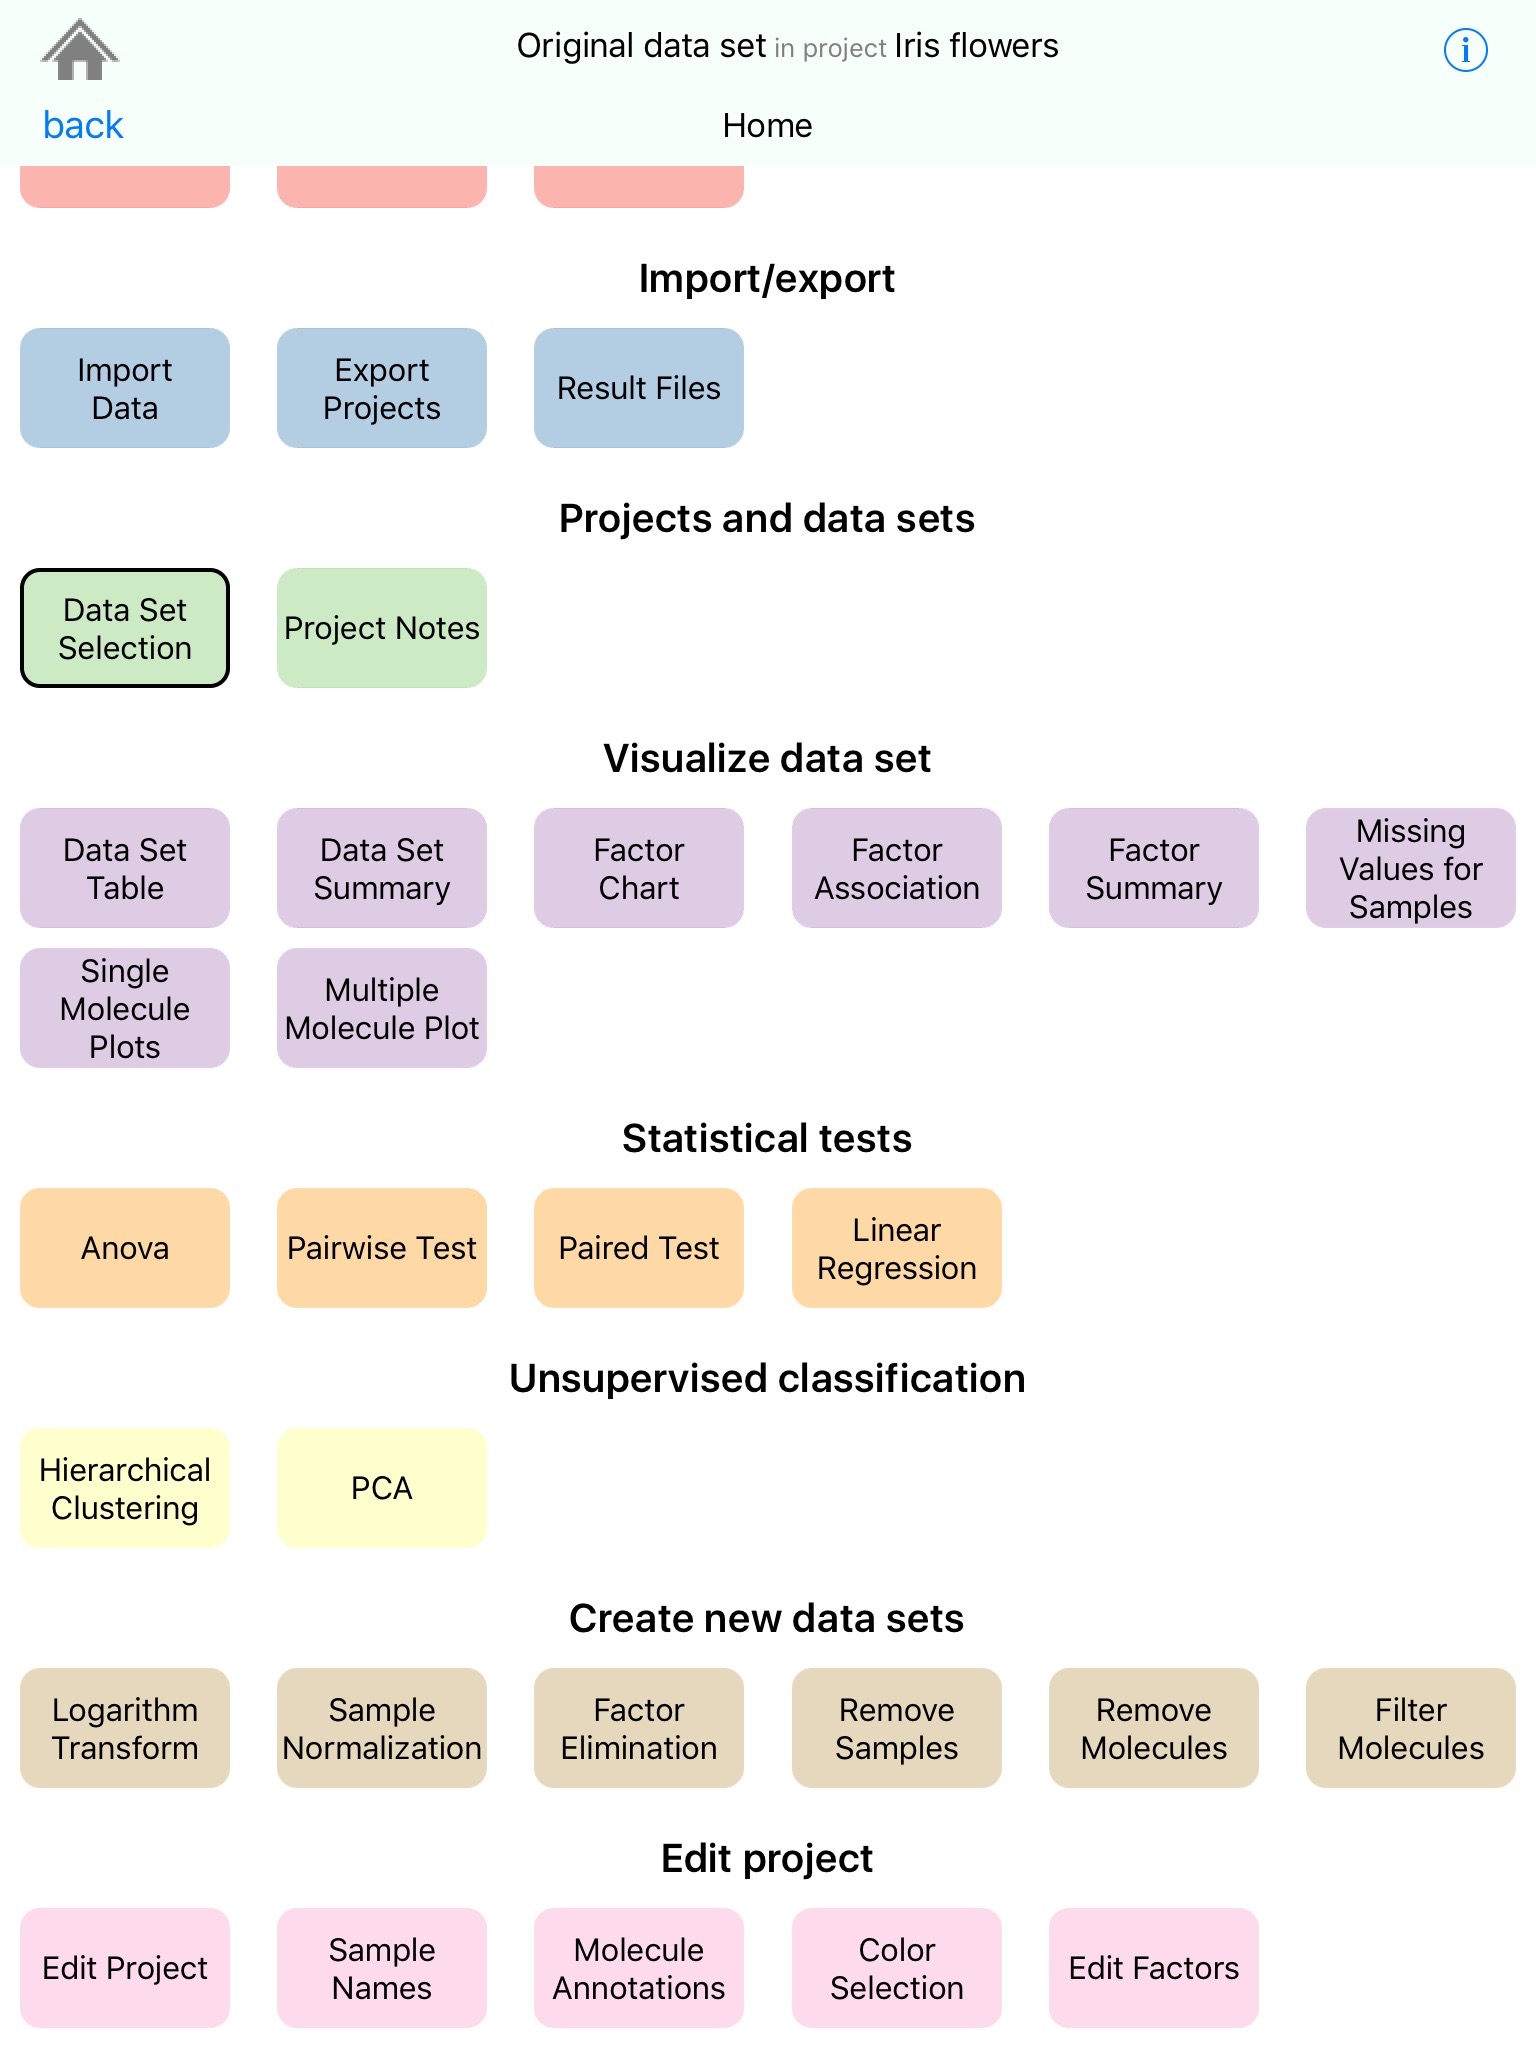 Original data set in project Iris flowers
back
Home
Import/export
Import
Data
Export
Projects
Result Files
Projects and data sets
Data Set
Selection
Project Notes
Visualize data set
Data Set
Table
Data Set
Summary
Factor
Chart
Factor
Association
Factor
Summary
Missing
Values for
Samples
Single
Molecule
Plots
Multiple
Molecule Plot
Statistical tests
Anova
Pairwise Test
Paired Test
Linear
Regression
Unsupervised classification
Hierarchical
Clustering
PCA
Create new data sets
Logarithm
Transform
Sample
Normalization
Factor
Elimination
Remove
Samples
Remove
Molecules
Filter
Molecules
Edit project
Edit Project
Sample
Names
Molecule
Annotations
Color
Selection
Edit Factors